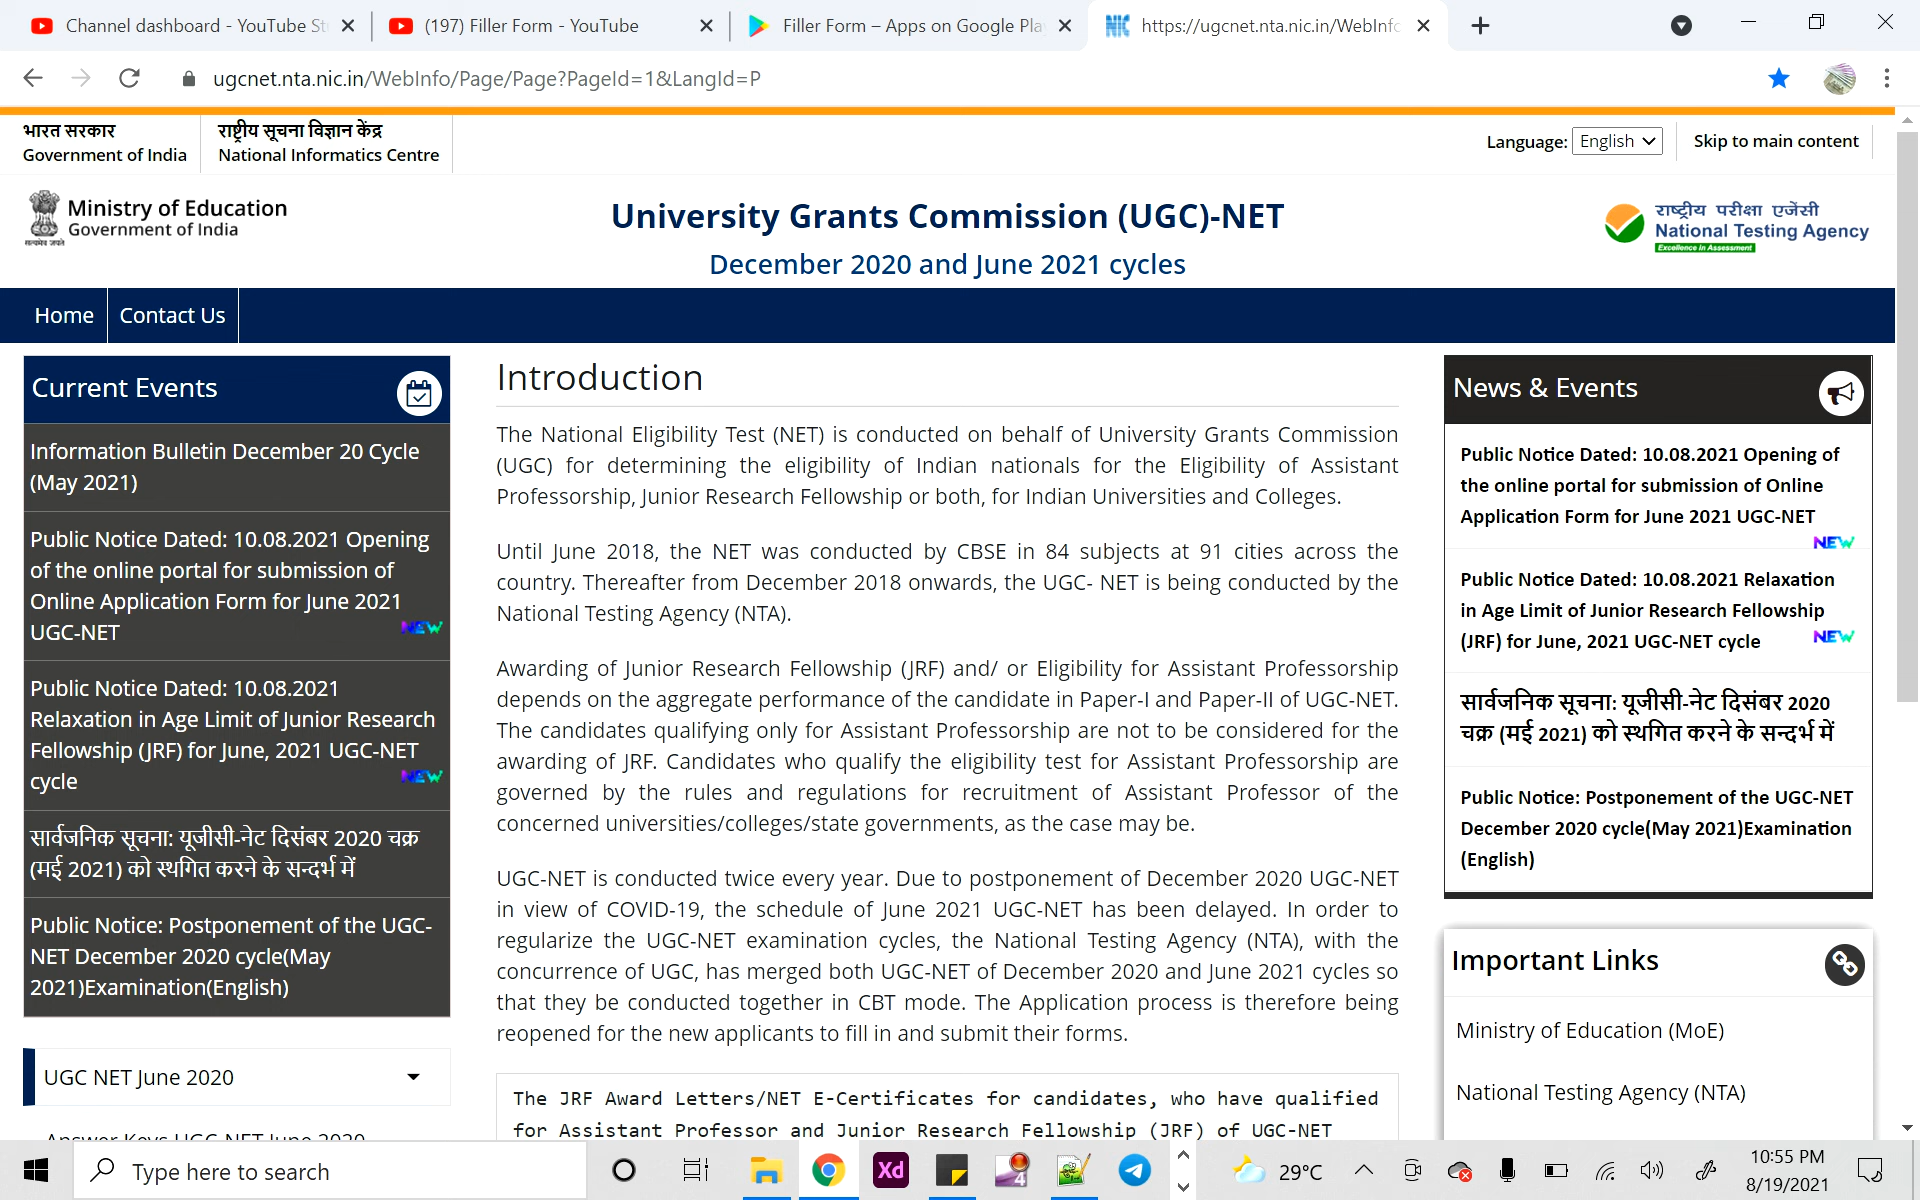 Channel dashboard - YouTube St
(197) Filler Form - YouTube
Filler Form – Apps on Google Pla
https://ugcnet.nta.nic.in/WebInfo
ugcnet.nta.nic.in/WebInfo/Page/Page?PageId=1&LangId=P
भारत सरकार
Government of India
राष्ट्रीय सूचना विज्ञान केंद्र
National Informatics Centre
Language: English
Skip to main content
सत्यमेव जयते
Ministry of Education
Government of India
University Grants Commission (UGC)-NET
December 2020 and June 2021 cycles
राष्ट्रीय परीक्षा एजेंसी
National Testing Agency
Excellence in Assessment
Home
Contact Us
Current Events
Information Bulletin December 20 Cycle
(May 2021)
Public Notice Dated: 10.08.2021 Opening
of the online portal for submission of
Online Application Form for June 2021
UGC-NET NEW
Public Notice Dated: 10.08.2021
Relaxation in Age Limit of Junior Research
Fellowship (JRF) for June, 2021 UGC-NET
cycle NEW
सार्वजनिक सूचना: यूजीसी-नेट दिसंबर 2020 चक्र
(मई 2021) को स्थगित करने के सन्दर्भ में
Public Notice: Postponement of the UGC-
NET December 2020 cycle(May
2021)Examination(English)
UGC NET June 2020
Answer Keys UGC NET June 2020
Introduction
The National Eligibility Test (NET) is conducted on behalf of University Grants Commission
(UGC) for determining the eligibility of Indian nationals for the Eligibility of Assistant
Professorship, Junior Research Fellowship or both, for Indian Universities and Colleges.
Until June 2018, the NET was conducted by CBSE in 84 subjects at 91 cities across the
country. Thereafter from December 2018 onwards, the UGC- NET is being conducted by the
National Testing Agency (NTA).
Awarding of Junior Research Fellowship (JRF) and/ or Eligibility for Assistant Professorship
depends on the aggregate performance of the candidate in Paper-I and Paper-II of UGC-NET.
The candidates qualifying only for Assistant Professorship are not to be considered for the
awarding of JRF. Candidates who qualify the eligibility test for Assistant Professorship are
governed by the rules and regulations for recruitment of Assistant Professor of the
concerned universities/colleges/state governments, as the case may be.
UGC-NET is conducted twice every year. Due to postponement of December 2020 UGC-NET
in view of COVID-19, the schedule of June 2021 UGC-NET has been delayed. In order to
regularize the UGC-NET examination cycles, the National Testing Agency (NTA), with the
concurrence of UGC, has merged both UGC-NET of December 2020 and June 2021 cycles so
that they be conducted together in CBT mode. The Application process is therefore being
reopened for the new applicants to fill in and submit their forms.
The JRF Award Letters/NET E-Certificates for candidates, who have qualified
for Assistant Professor and Junior Research Fellowship (JRF) of UGC-NET
News & Events
Public Notice Dated: 10.08.2021 Opening of
the online portal for submission of Online
Application Form for June 2021 UGC-NET
NEW
Public Notice Dated: 10.08.2021 Relaxation
in Age Limit of Junior Research Fellowship
(JRF) for June, 2021 UGC-NET cycle NEW
सार्वजनिक सूचना: यूजीसी-नेट दिसंबर 2020
चक्र (मई 2021) को स्थगित करने के सन्दर्भ में
Public Notice: Postponement of the UGC-NET
December 2020 cycle(May 2021)Examination
(English)
Important Links
Ministry of Education (MoE)
National Testing Agency (NTA)
Type here to search
Xd
4
29°C
10:55 PM
8/19/2021